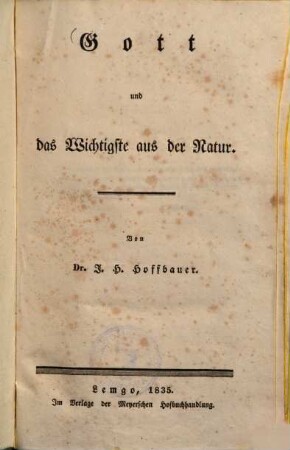 Gott
und
das Wichtigste aus der Natur.
Von
Dr. J. H. Hoffbauer.
Lemgo, 1835.
Im Verlage der Meyerschen Hofbuchhandlung.